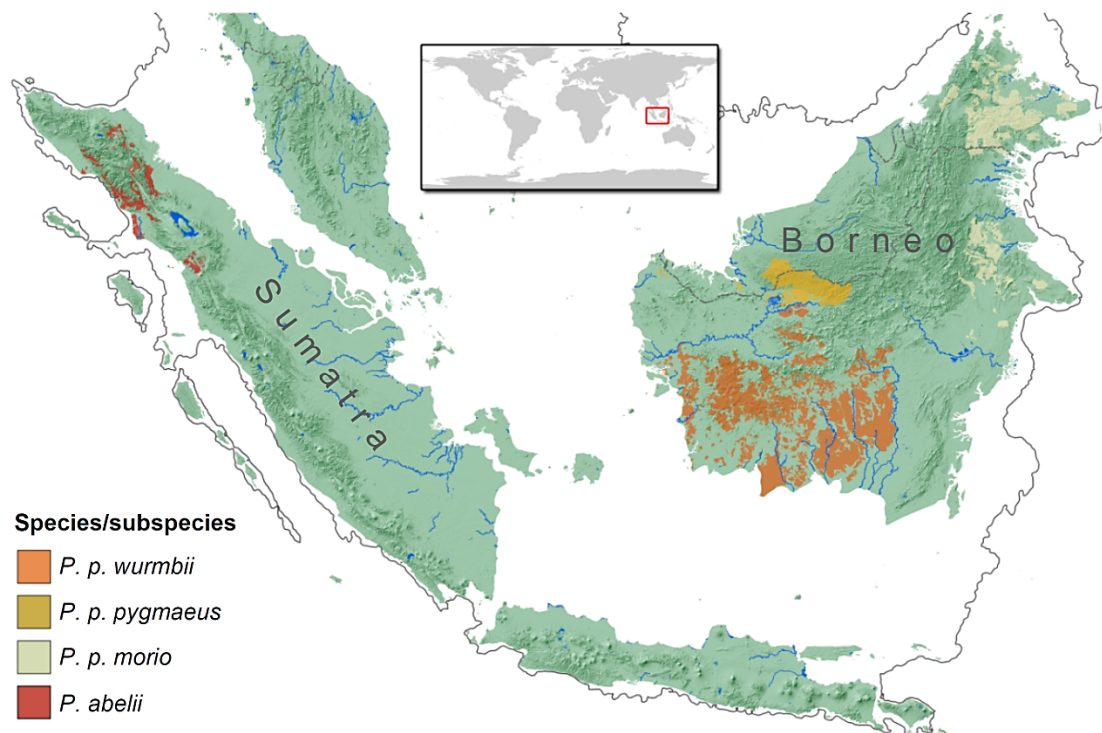 Borneo
Sumatra
Species/subspecies
P. p. wurmbii
P. p. pygmaeus
P. p. morio
P. abelii